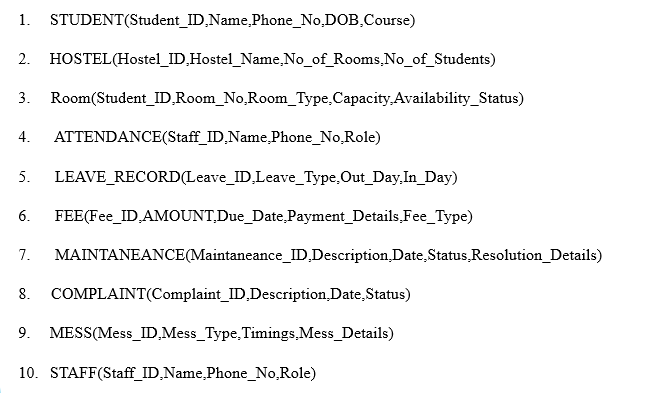 1. STUDENT(Student_ID,Name,Phone_No,DOB,Course)
2. HOSTEL(Hostel_ID,Hostel_Name,No_of_Rooms,No_of_Students)
3. Room(Student_ID,Room_No,Room_Type,Capacity,Availability_Status)
4. ATTENDANCE(Staff_ID,Name,Phone_No,Role)
5. LEAVE_RECORD(Leave_ID,Leave_Type,Out_Day,In_Day)
6. FEE(Fee_ID,AMOUNT,Due_Date,Payment_Details,Fee_Type)
7. MAINTANEANCE(Maintaneance_ID,Description,Date,Status,Resolution_Details)
8. COMPLAINT(Complaint_ID,Description,Date,Status)
9. MESS(Mess_ID,Mess_Type,Timings,Mess_Details)
10. STAFF(Staff_ID,Name,Phone_No,Role)